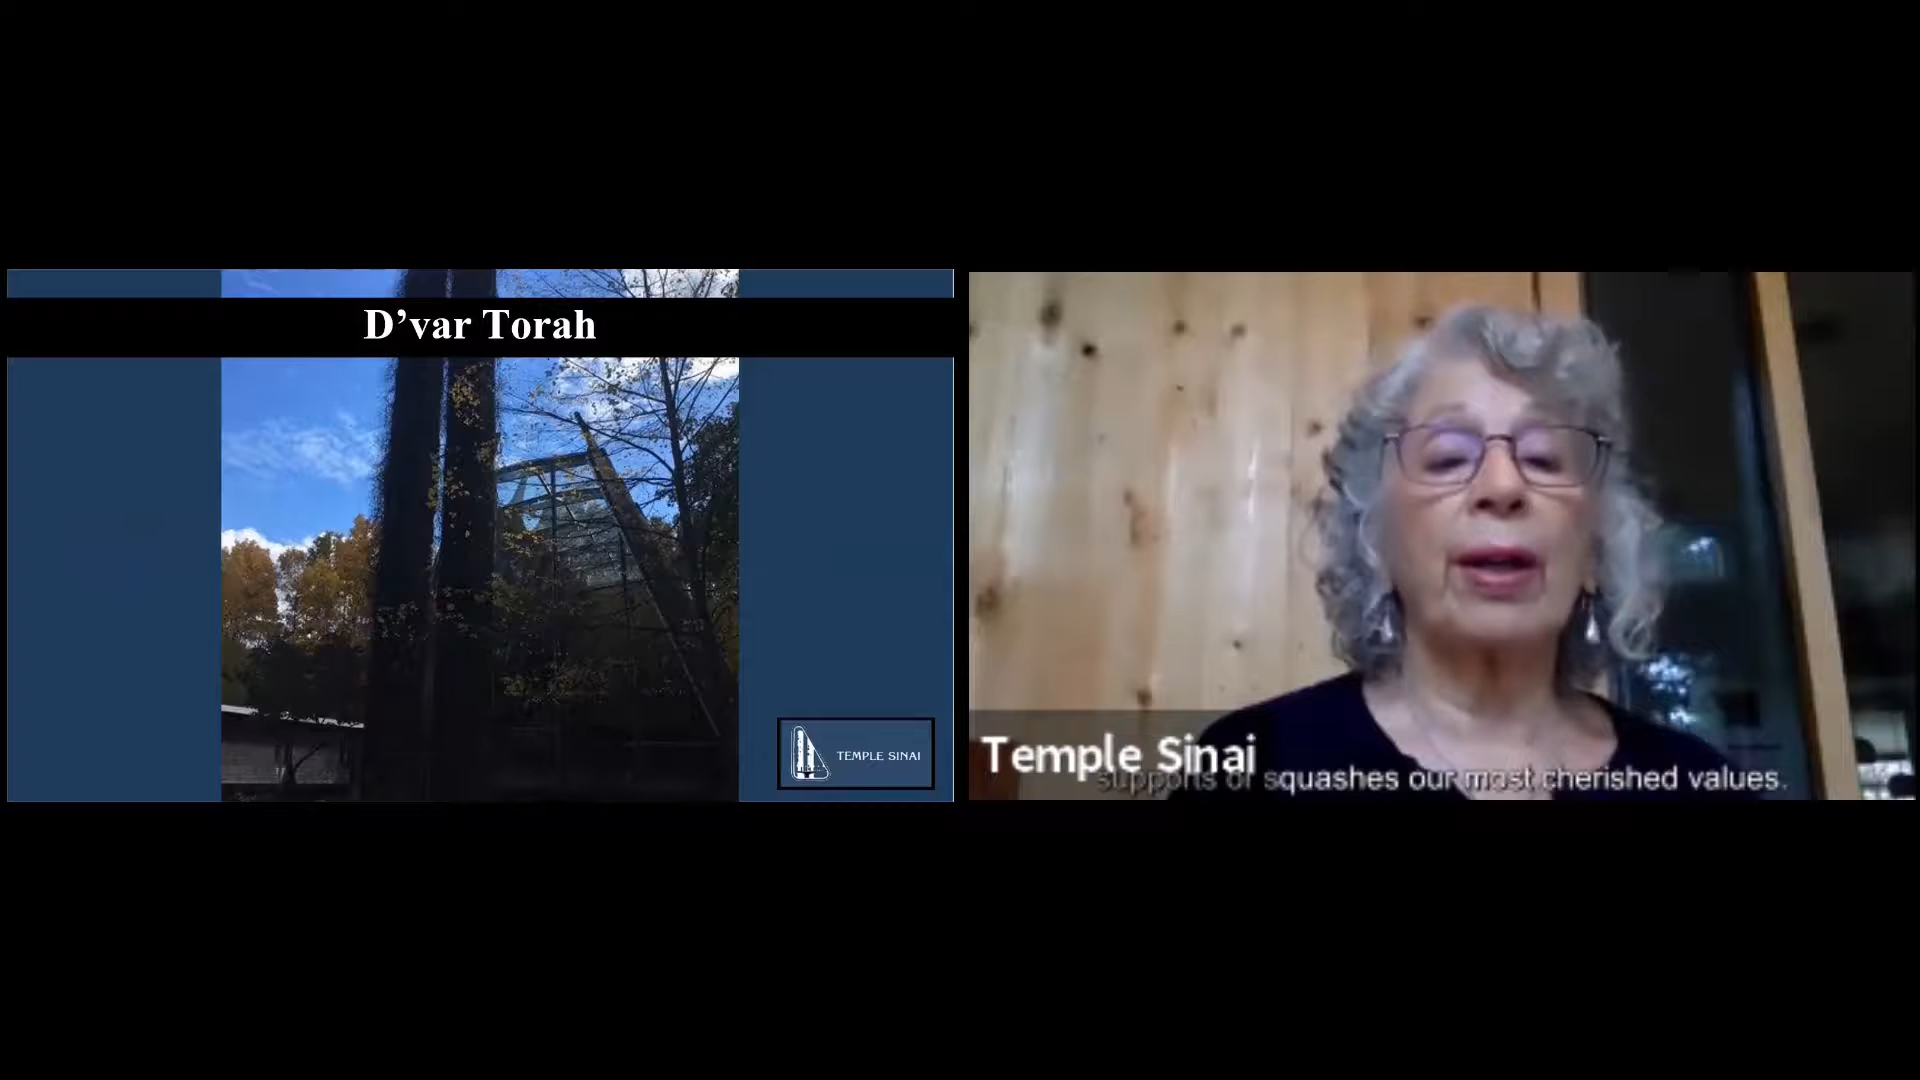 D’var Torah
TEMPLE SINAI
Temple Sinai
supports or squashes our most cherished values.